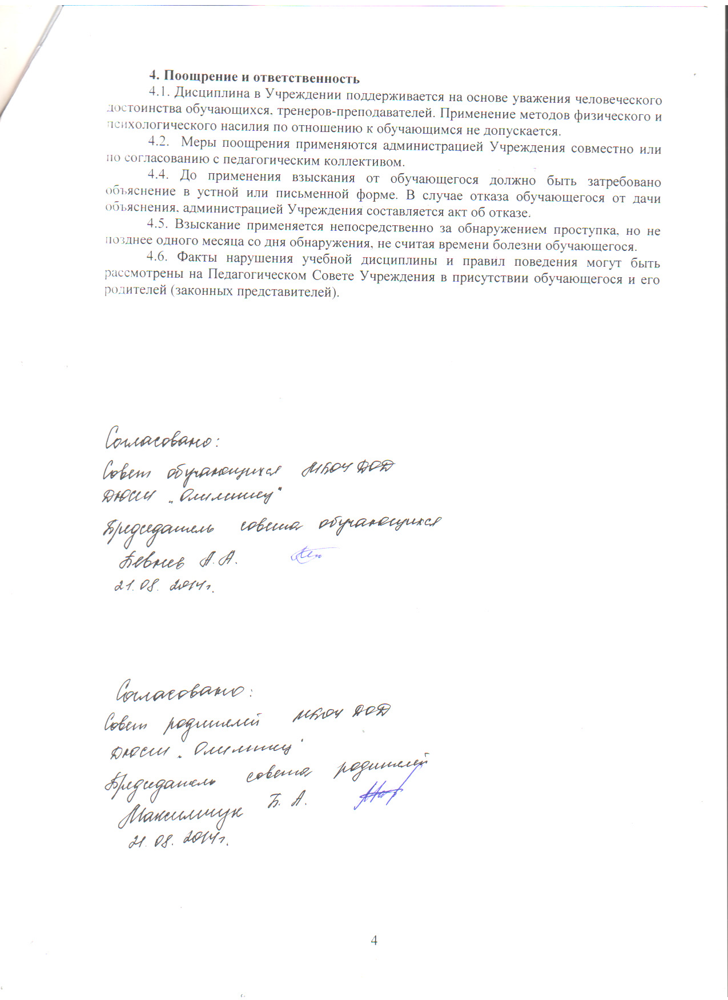 4. Поощрение и ответственность
4.1. Дисциплина в Учреждении поддерживается на основе уважения человеческого
достоинства обучающихся, тренеров-преподавателей. Применение методов физического и
психологического насилия по отношению к обучающимся не допускается.
4.2. Меры поощрения применяются администрацией Учреждения совместно или
по согласованию с педагогическим коллективом.
4.4. До применения взыскания от обучающегося должно быть затребовано
объяснение в устной или письменной форме. В случае отказа обучающегося от дачи
объяснения, администрацией Учреждения составляется акт об отказе.
4.5. Взыскание применяется непосредственно за обнаружением проступка, но не
позднее одного месяца со дня обнаружения, не считая времени болезни обучающегося.
4.6. Факты нарушения учебной дисциплины и правил поведения могут быть
рассмотрены на Педагогическом Совете Учреждения в присутствии обучающегося и его
родителей (законных представителей).
Согласовано:
Совет обучающихся МБОУ ДОД
ДЮСШ „Олимпиец"
Председатель совета обучающихся
А.А.
21.08.2014г.
Согласовано:
Совет родителей МБОУ ДОД
ДЮСШ „Олимпиец"
Председатель совета родителей
Максимчук Б.А.
21.08.2014г.
4